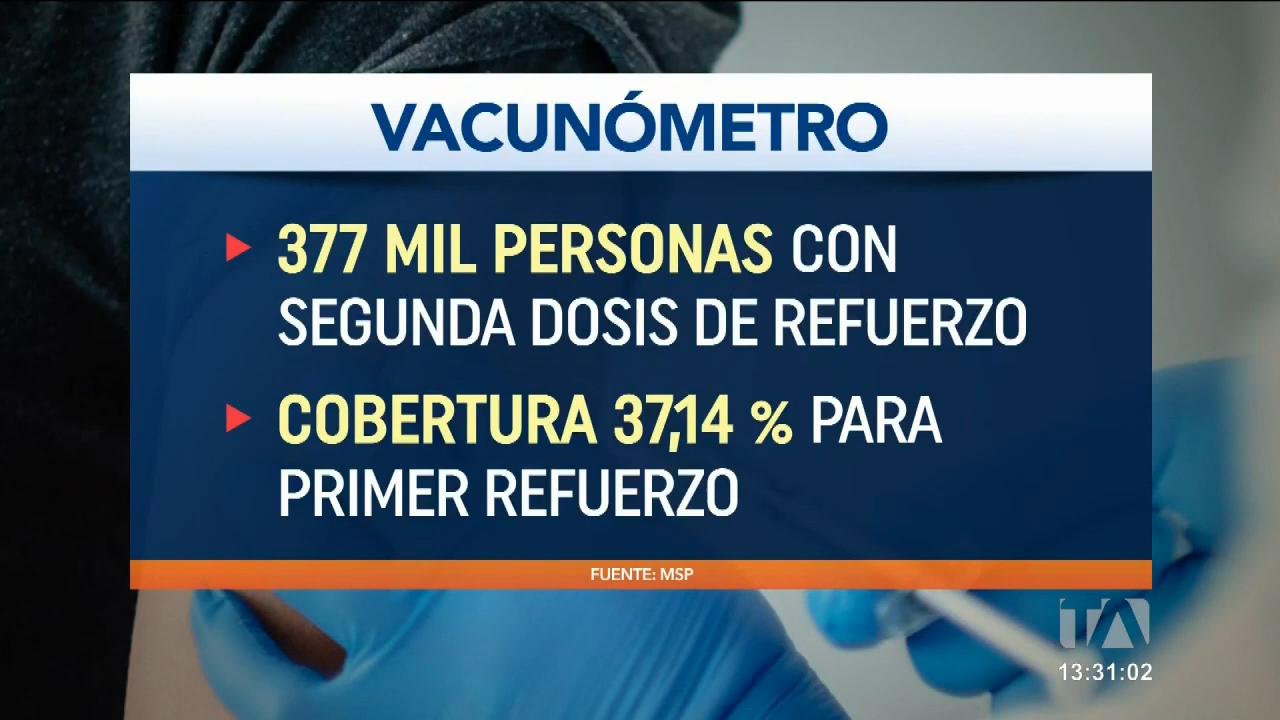 VACUNÓMETRO
377 MIL PERSONAS CON
SEGUNDA DOSIS DE REFUERZO
COBERTURA 37,14 % PARA
PRIMER REFUERZO
FUENTE: MSP
TA
13:31:02